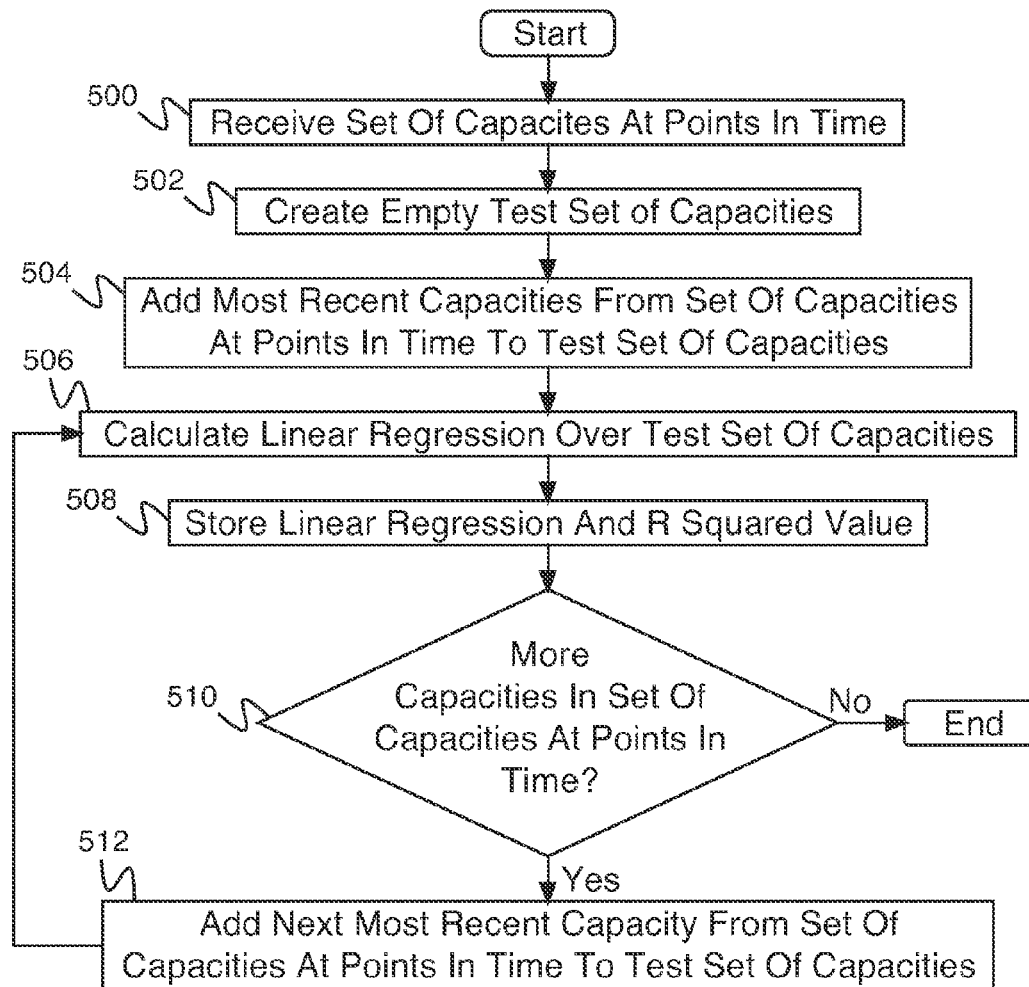 Start
500
Receive Set Of Capacites At Points In Time
502
Create Empty Test Set of Capacities
504
Add Most Recent Capacities From Set Of Capacities
At Points In Time To Test Set Of Capacities
506
Calculate Linear Regression Over Test Set Of Capacities
508
Store Linear Regression And R Squared Value
510
More
Capacities In Set Of
Capacities At Points In
Time?
No
End
Yes
512
Add Next Most Recent Capacity From Set Of
Capacities At Points In Time To Test Set Of Capacities